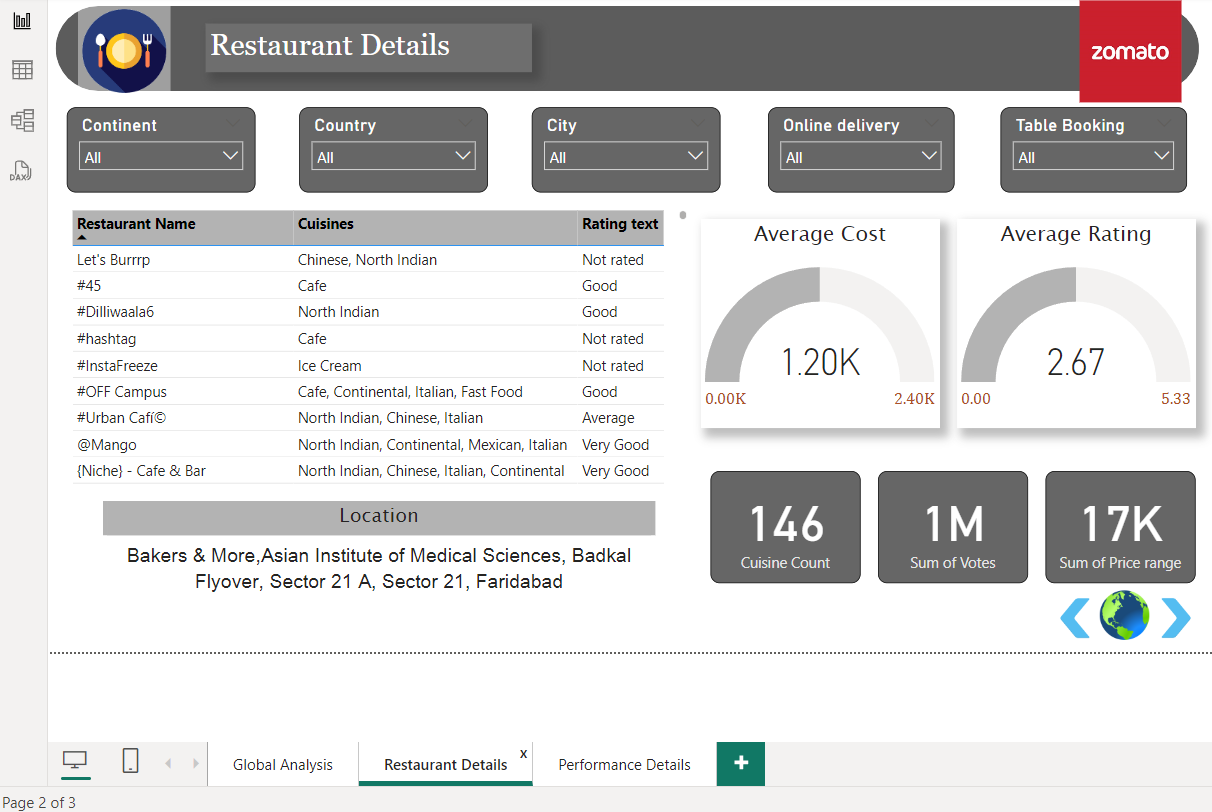 Restaurant Details
zomato
Continent
All
Country
All
City
All
Online delivery
All
Table Booking
All
Restaurant Name Cuisines Rating text
Let's Burrrp Chinese, North Indian Not rated
#45 Cafe Good
#Dilliwaala6 North Indian Good
#hashtag Cafe Not rated
#InstaFreeze Ice Cream Not rated
#OFF Campus Cafe, Continental, Italian, Fast Food Good
#Urban Cafí© North Indian, Chinese, Italian Average
@Mango North Indian, Continental, Mexican, Italian Very Good
{Niche} - Cafe & Bar North Indian, Chinese, Italian, Continental Very Good
Average Cost
1.20K
0.00K 2.40K
Average Rating
2.67
0.00 5.33
Location
Bakers & More,Asian Institute of Medical Sciences, Badkal
Flyover, Sector 21 A, Sector 21, Faridabad
146
Cuisine Count
1M
Sum of Votes
17K
Sum of Price range
DAX
Global Analysis
Restaurant Details x
Performance Details
+
Page 2 of 3